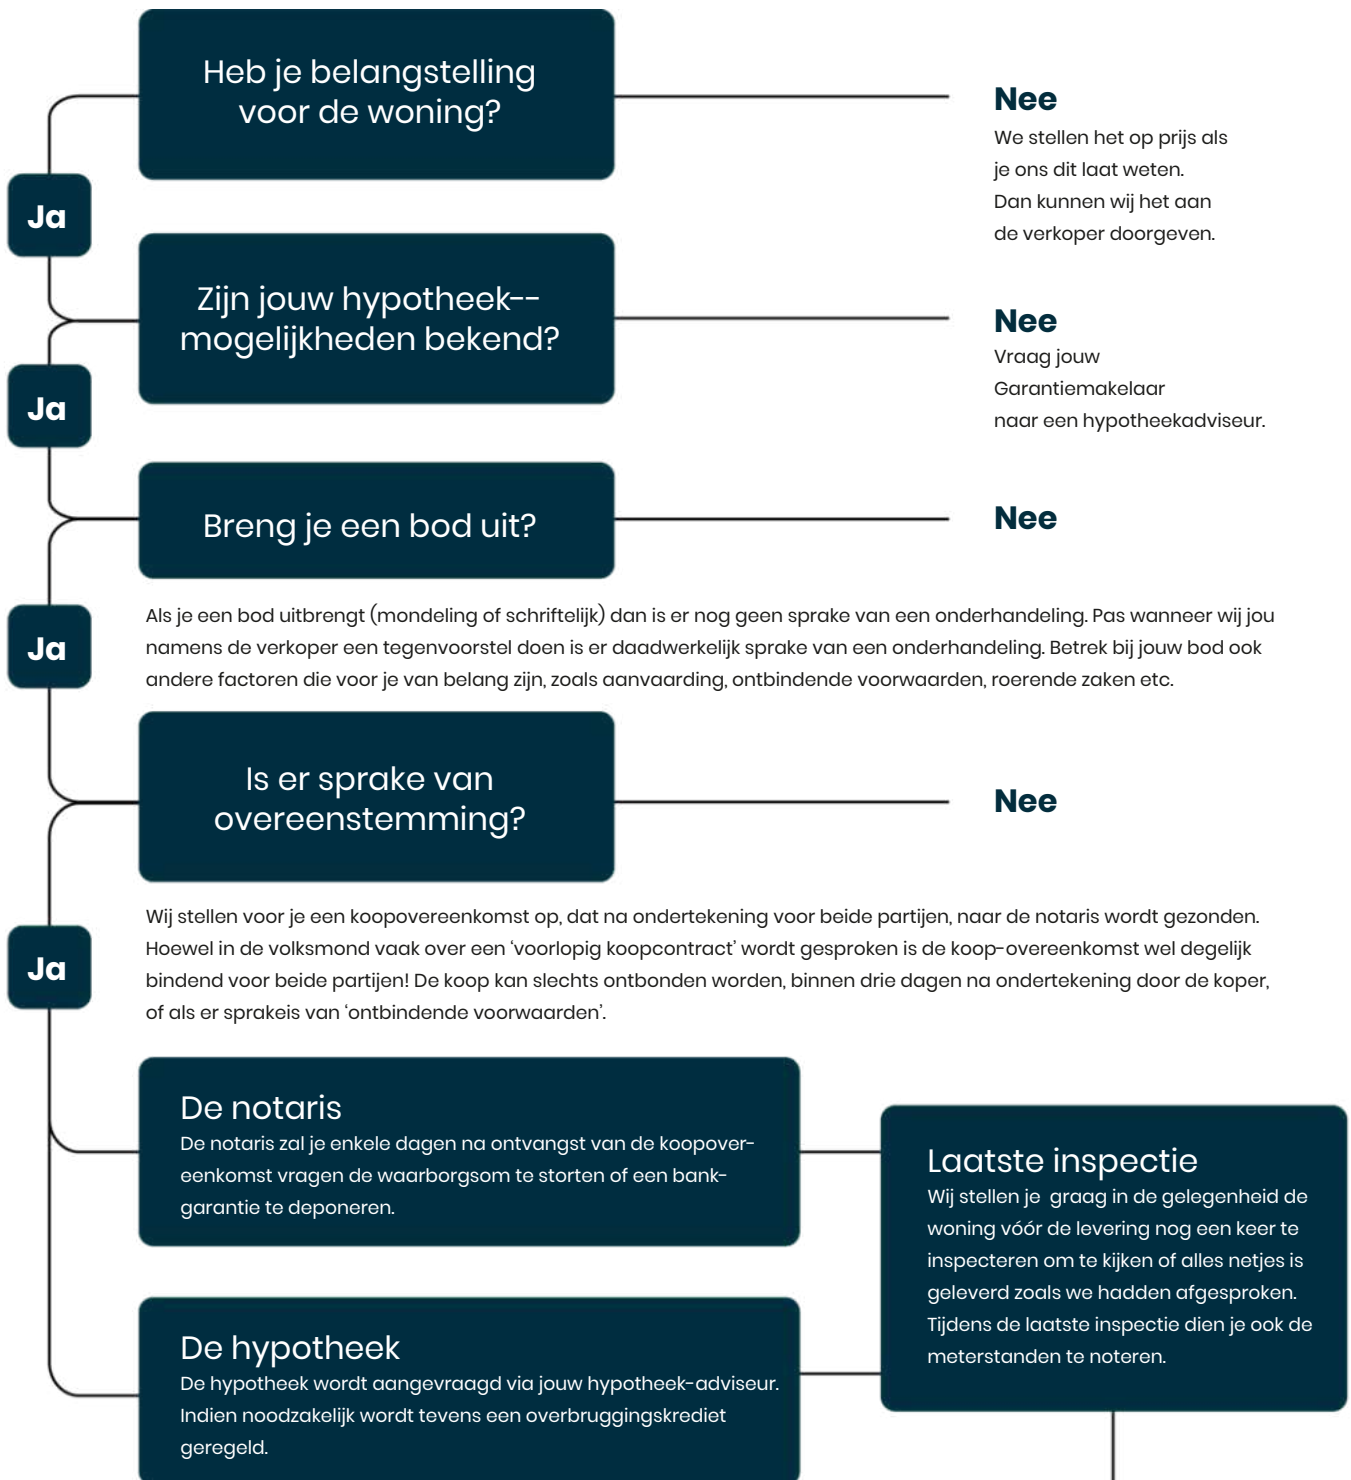 Heb je belangstelling
voor de woning?
Nee
We stellen het op prijs als
je ons dit laat weten.
Dan kunnen wij het aan
de verkoper doorgeven.
Ja
Zijn jouw hypotheek--
mogelijkheden bekend?
Nee
Vraag jouw
Garantiemakelaar
naar een hypotheekadviseur.
Ja
Breng je een bod uit?
Nee
Ja
Als je een bod uitbrengt (mondeling of schriftelijk) dan is er nog geen sprake van een onderhandeling. Pas wanneer wij jou
namens de verkoper een tegenvoorstel doen is er daadwerkelijk sprake van een onderhandeling. Betrek bij jouw bod ook
andere factoren die voor je van belang zijn, zoals aanvaarding, ontbindende voorwaarden, roerende zaken etc.
Is er sprake van
overeenstemming?
Nee
Ja
Wij stellen voor je een koopovereenkomst op, dat na ondertekening voor beide partijen, naar de notaris wordt gezonden.
Hoewel in de volksmond vaak over een ‘voorlopig koopcontract’ wordt gesproken is de koop-overeenkomst wel degelijk
bindend voor beide partijen! De koop kan slechts ontbonden worden, binnen drie dagen na ondertekening door de koper,
of als er sprakeis van ‘ontbindende voorwaarden’.
De notaris
De notaris zal je enkele dagen na ontvangst van de koopover-
eenkomst vragen de waarborgsom te storten of een bank-
garantie te deponeren.
De hypotheek
De hypotheek wordt aangevraagd via jouw hypotheek-adviseur.
Indien noodzakelijk wordt tevens een overbruggingskrediet
geregeld.
Laatste inspectie
Wij stellen je graag in de gelegenheid de
woning vóór de levering nog een keer te
inspecteren om te kijken of alles netjes is
geleverd zoals we hadden afgesproken.
Tijdens de laatste inspectie dien je ook de
meterstanden te noteren.